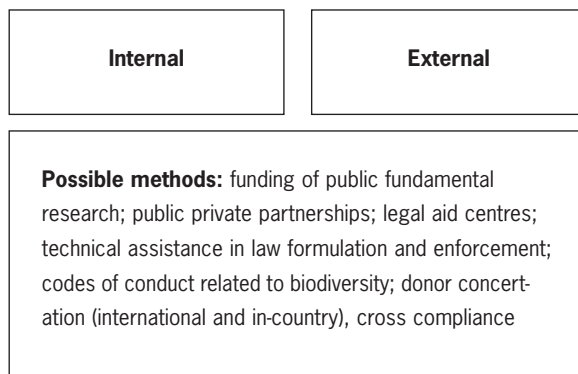 Internal
External
Possible methods: funding of public fundamental
research; public private partnerships; legal aid centres;
technical assistance in law formulation and enforcement;
codes of conduct related to biodiversity; donor concert-
ation (international and in-country), cross compliance